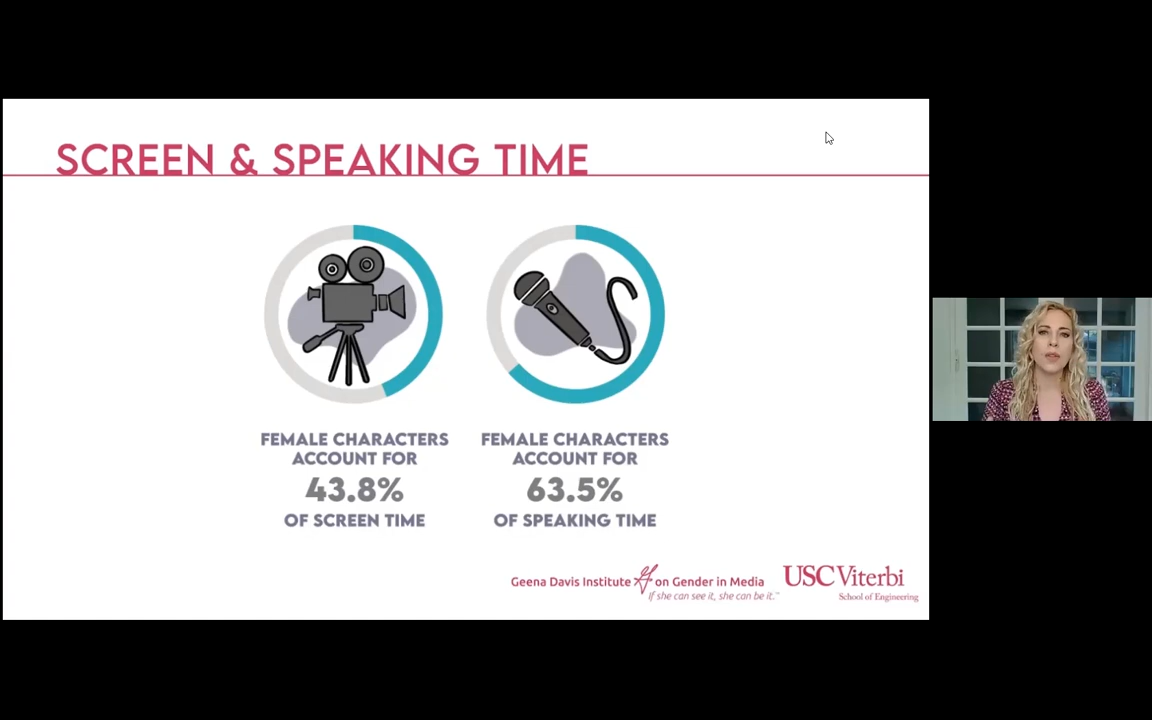 SCREEN & SPEAKING TIME
FEMALE CHARACTERS
ACCOUNT FOR
43.8%
OF SCREEN TIME
FEMALE CHARACTERS
ACCOUNT FOR
63.5%
OF SPEAKING TIME
Geena Davis Institute on Gender in Media
If she can see it, she can be it.™
USC Viterbi
School of Engineering